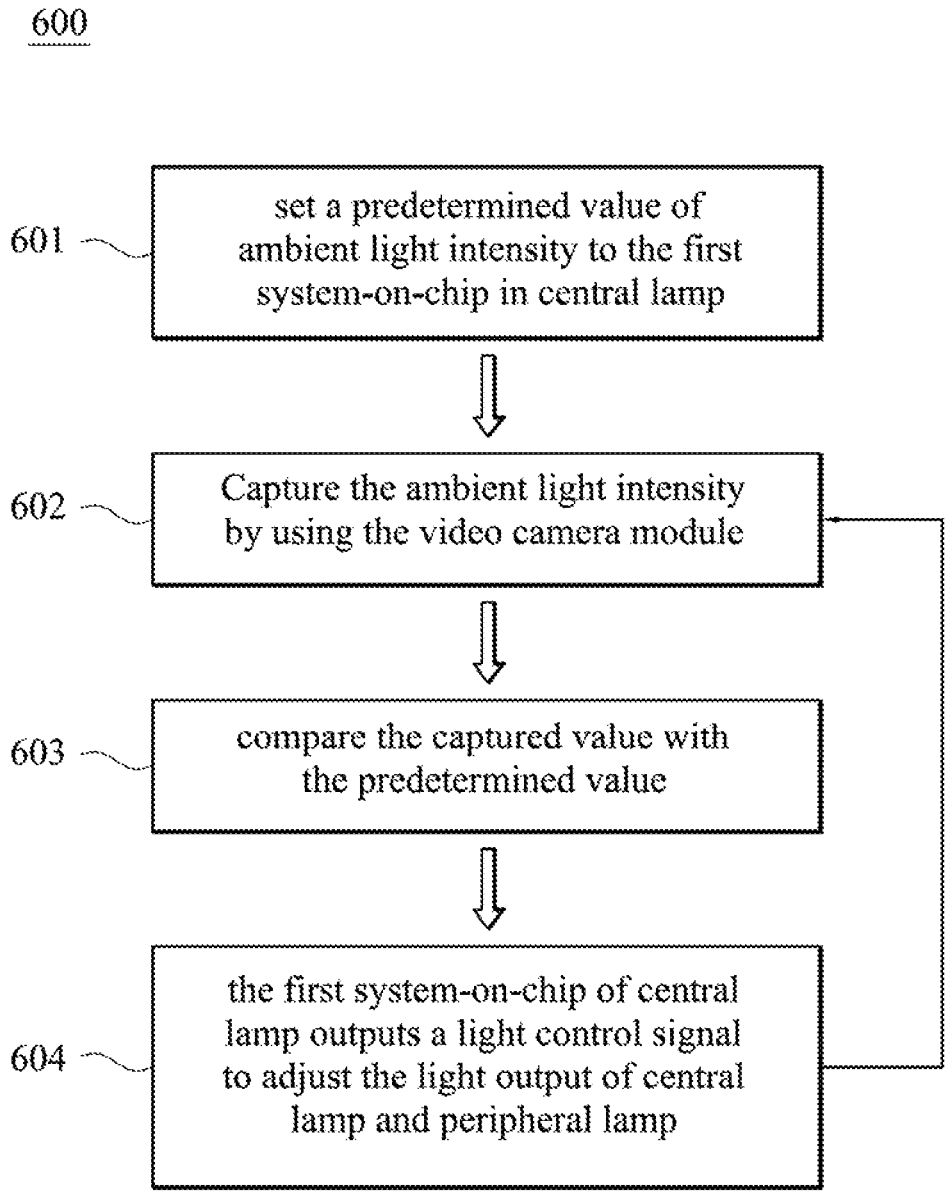 600
601
set a predetermined value of
ambient light intensity to the first
system-on-chip in central lamp
602
Capture the ambient light intensity
by using the video camera module
603
compare the captured value with
the predetermined value
604
the first system-on-chip of central
lamp outputs a light control signal
to adjust the light output of central
lamp and peripheral lamp